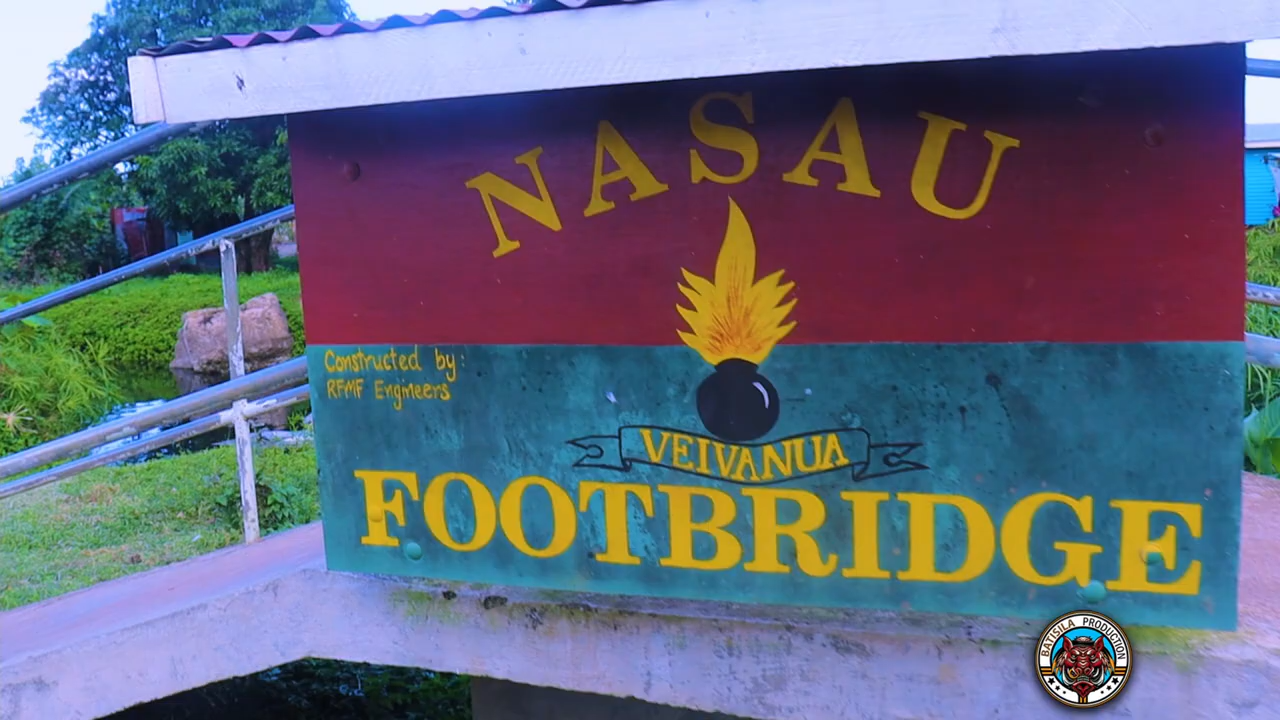 NASAU
Constructed by:
RFMF Engineers
VEIVANUA
FOOTBRIDGE
BATISILA PRODUCTION